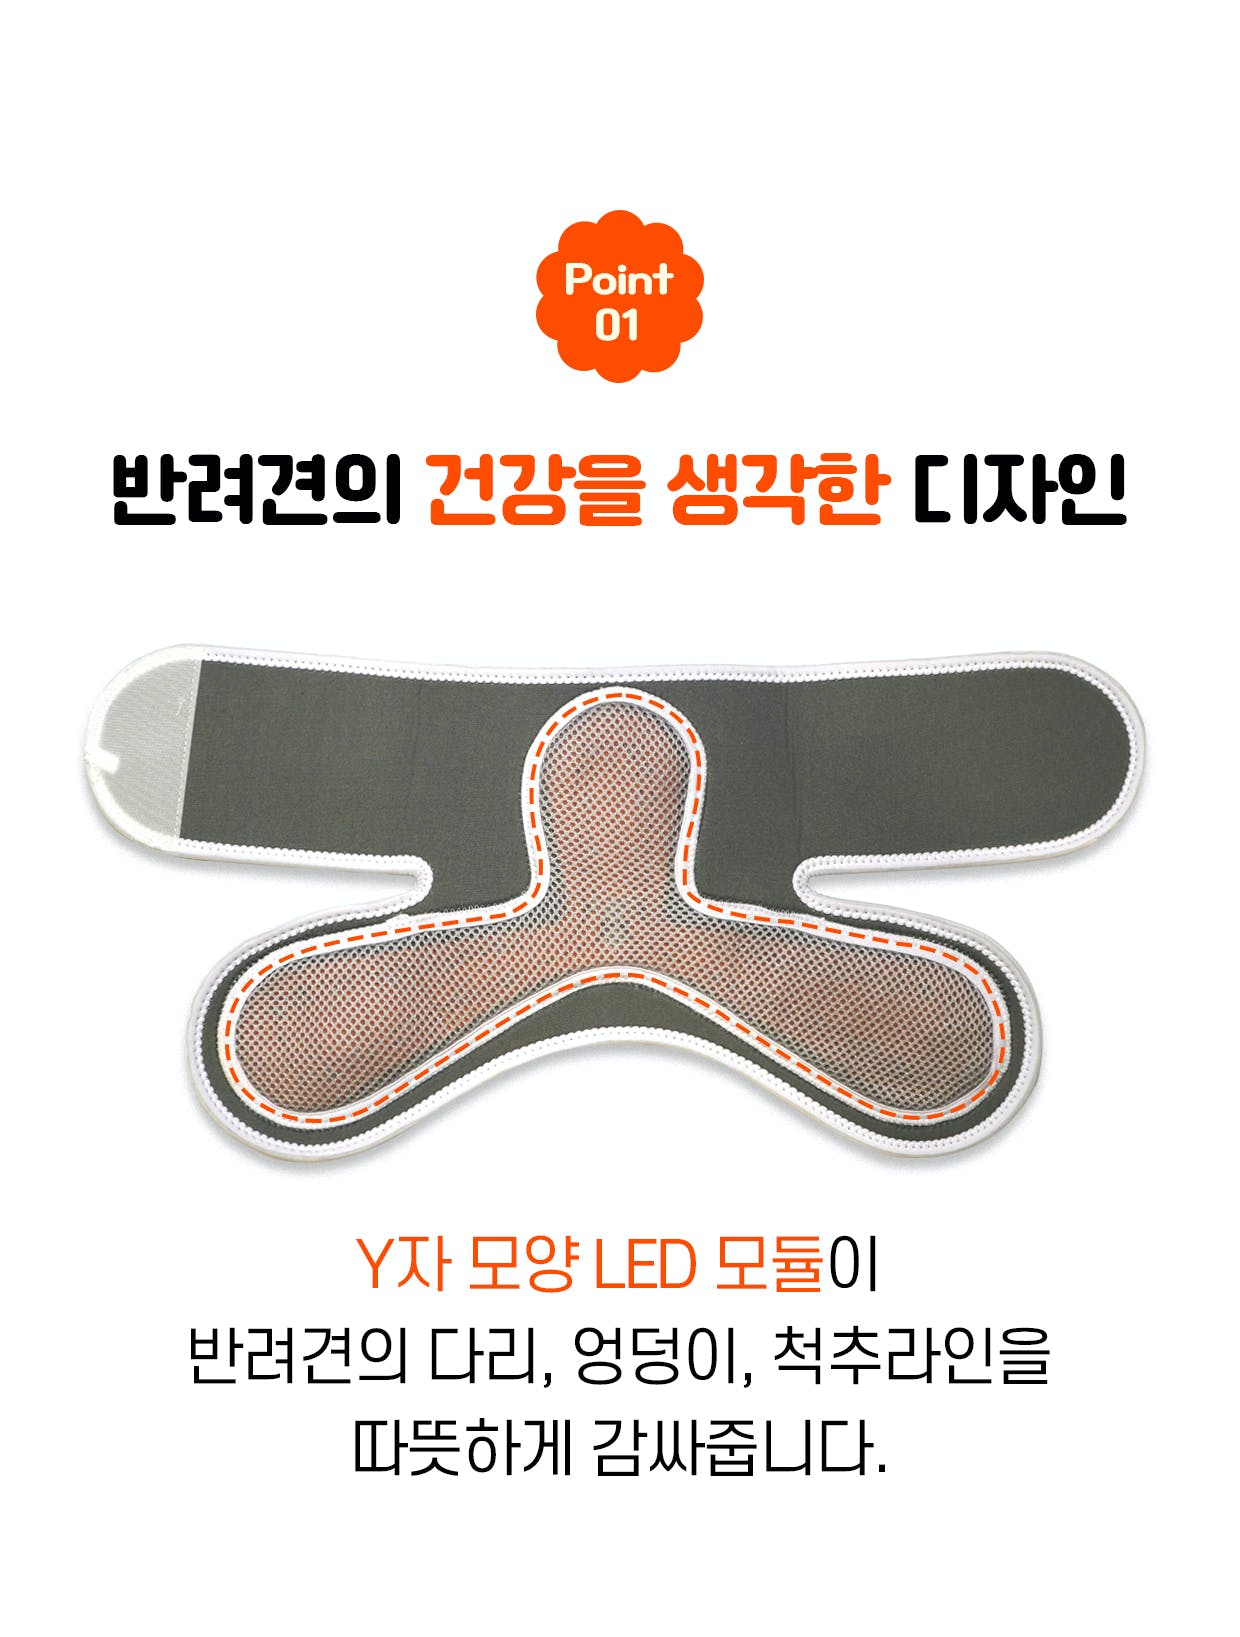 Point
01
반려견의 건강을 생각한 디자인
Y자 모양 LED 모듈이
반려견의 다리, 엉덩이, 척추라인을
따뜻하게 감싸줍니다.